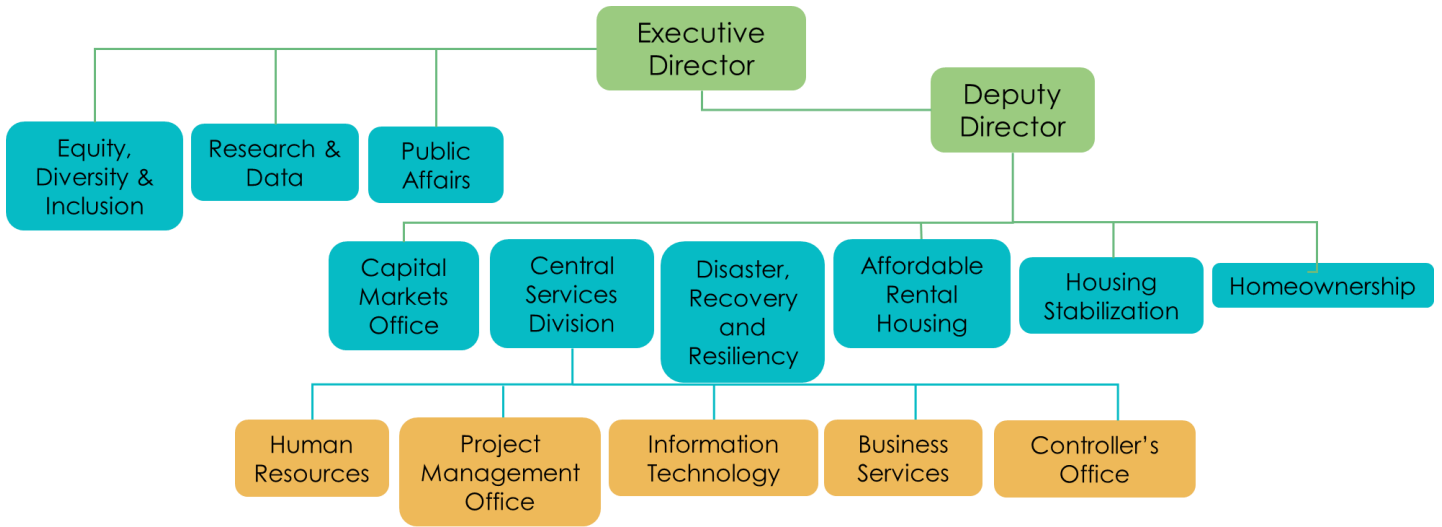 Executive
Director
Deputy
Director
Equity,
Diversity &
Inclusion
Research &
Data
Public
Affairs
Capital
Markets
Office
Central
Services
Division
Disaster,
Recovery
and
Resiliency
Affordable
Rental
Housing
Housing
Stabilization
Homeownership
Human
Resources
Project
Management
Office
Information
Technology
Business
Services
Controller’s
Office